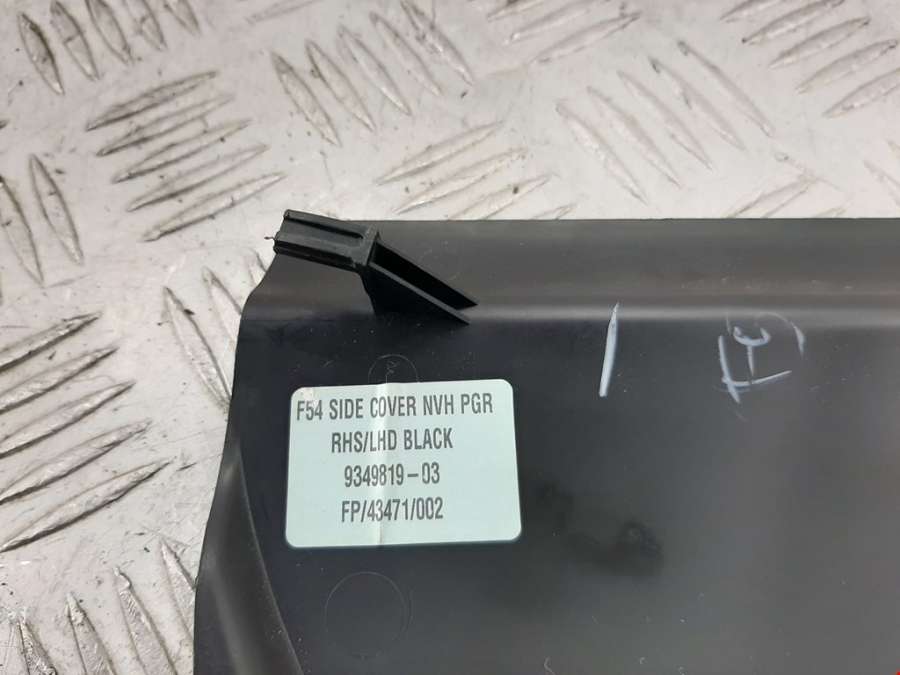 F54 SIDE COVER NVH PGR
RHS/LHD BLACK
9349819-03
FP/43471/002